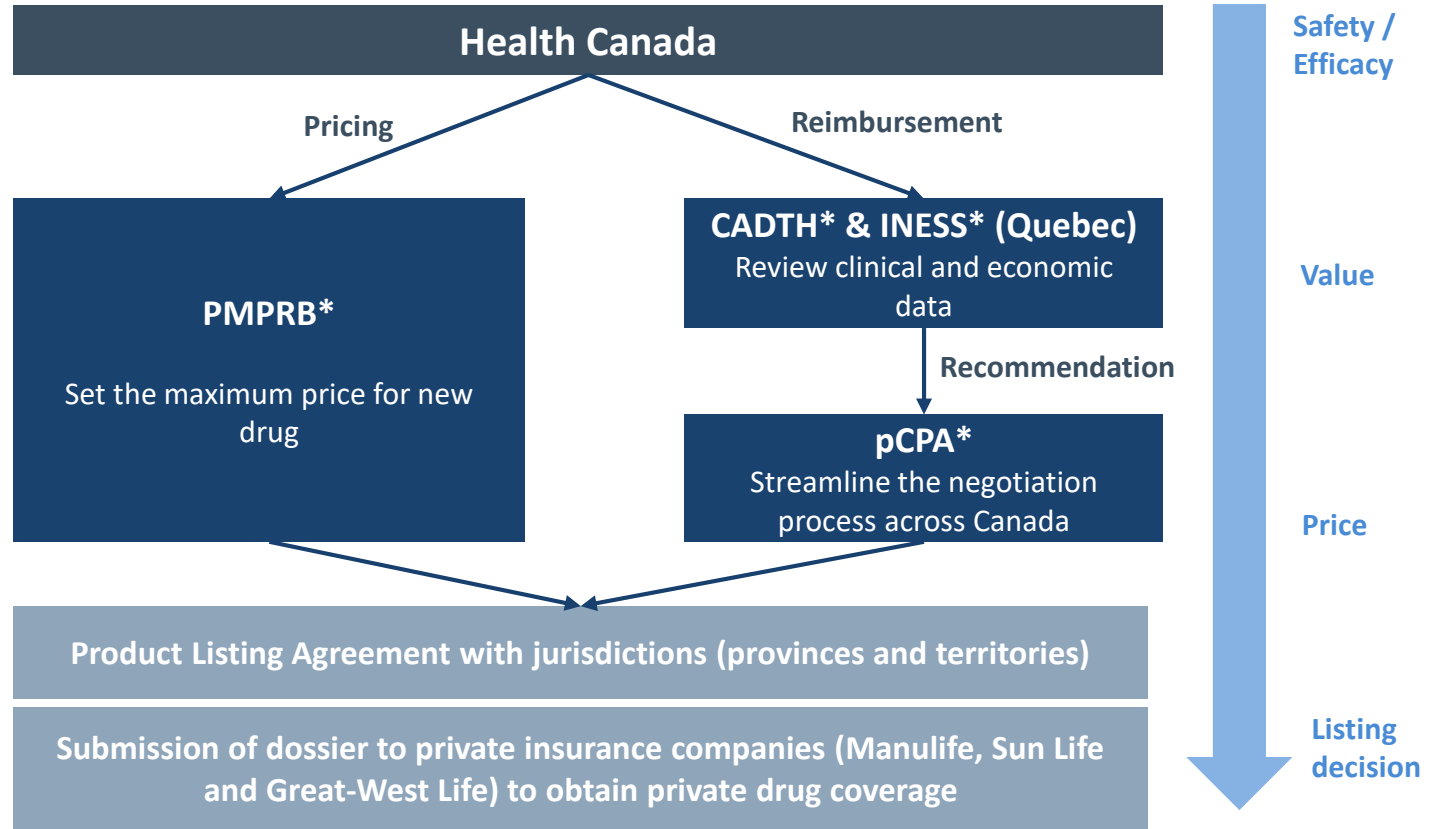 Health Canada
Safety /
Efficacy
Pricing
Reimbursement
PMPRB*
Set the maximum price for new
drug
CADTH* & INESS* (Quebec)
Review clinical and economic
data
Value
Recommendation
pCPA*
Streamline the negotiation
process across Canada
Price
Product Listing Agreement with jurisdictions (provinces and territories)
Submission of dossier to private insurance companies (Manulife, Sun Life
and Great-West Life) to obtain private drug coverage
Listing
decision